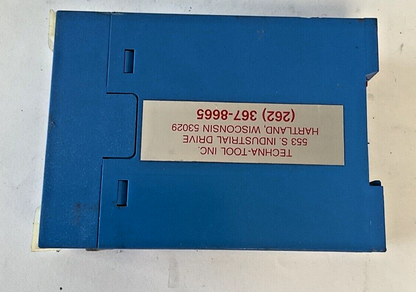 TECHNA-TOOL INC.
553 S. INDUSTRIAL DRIVE
HARTLAND, WISCONSIN 53029
(262) 367-8665